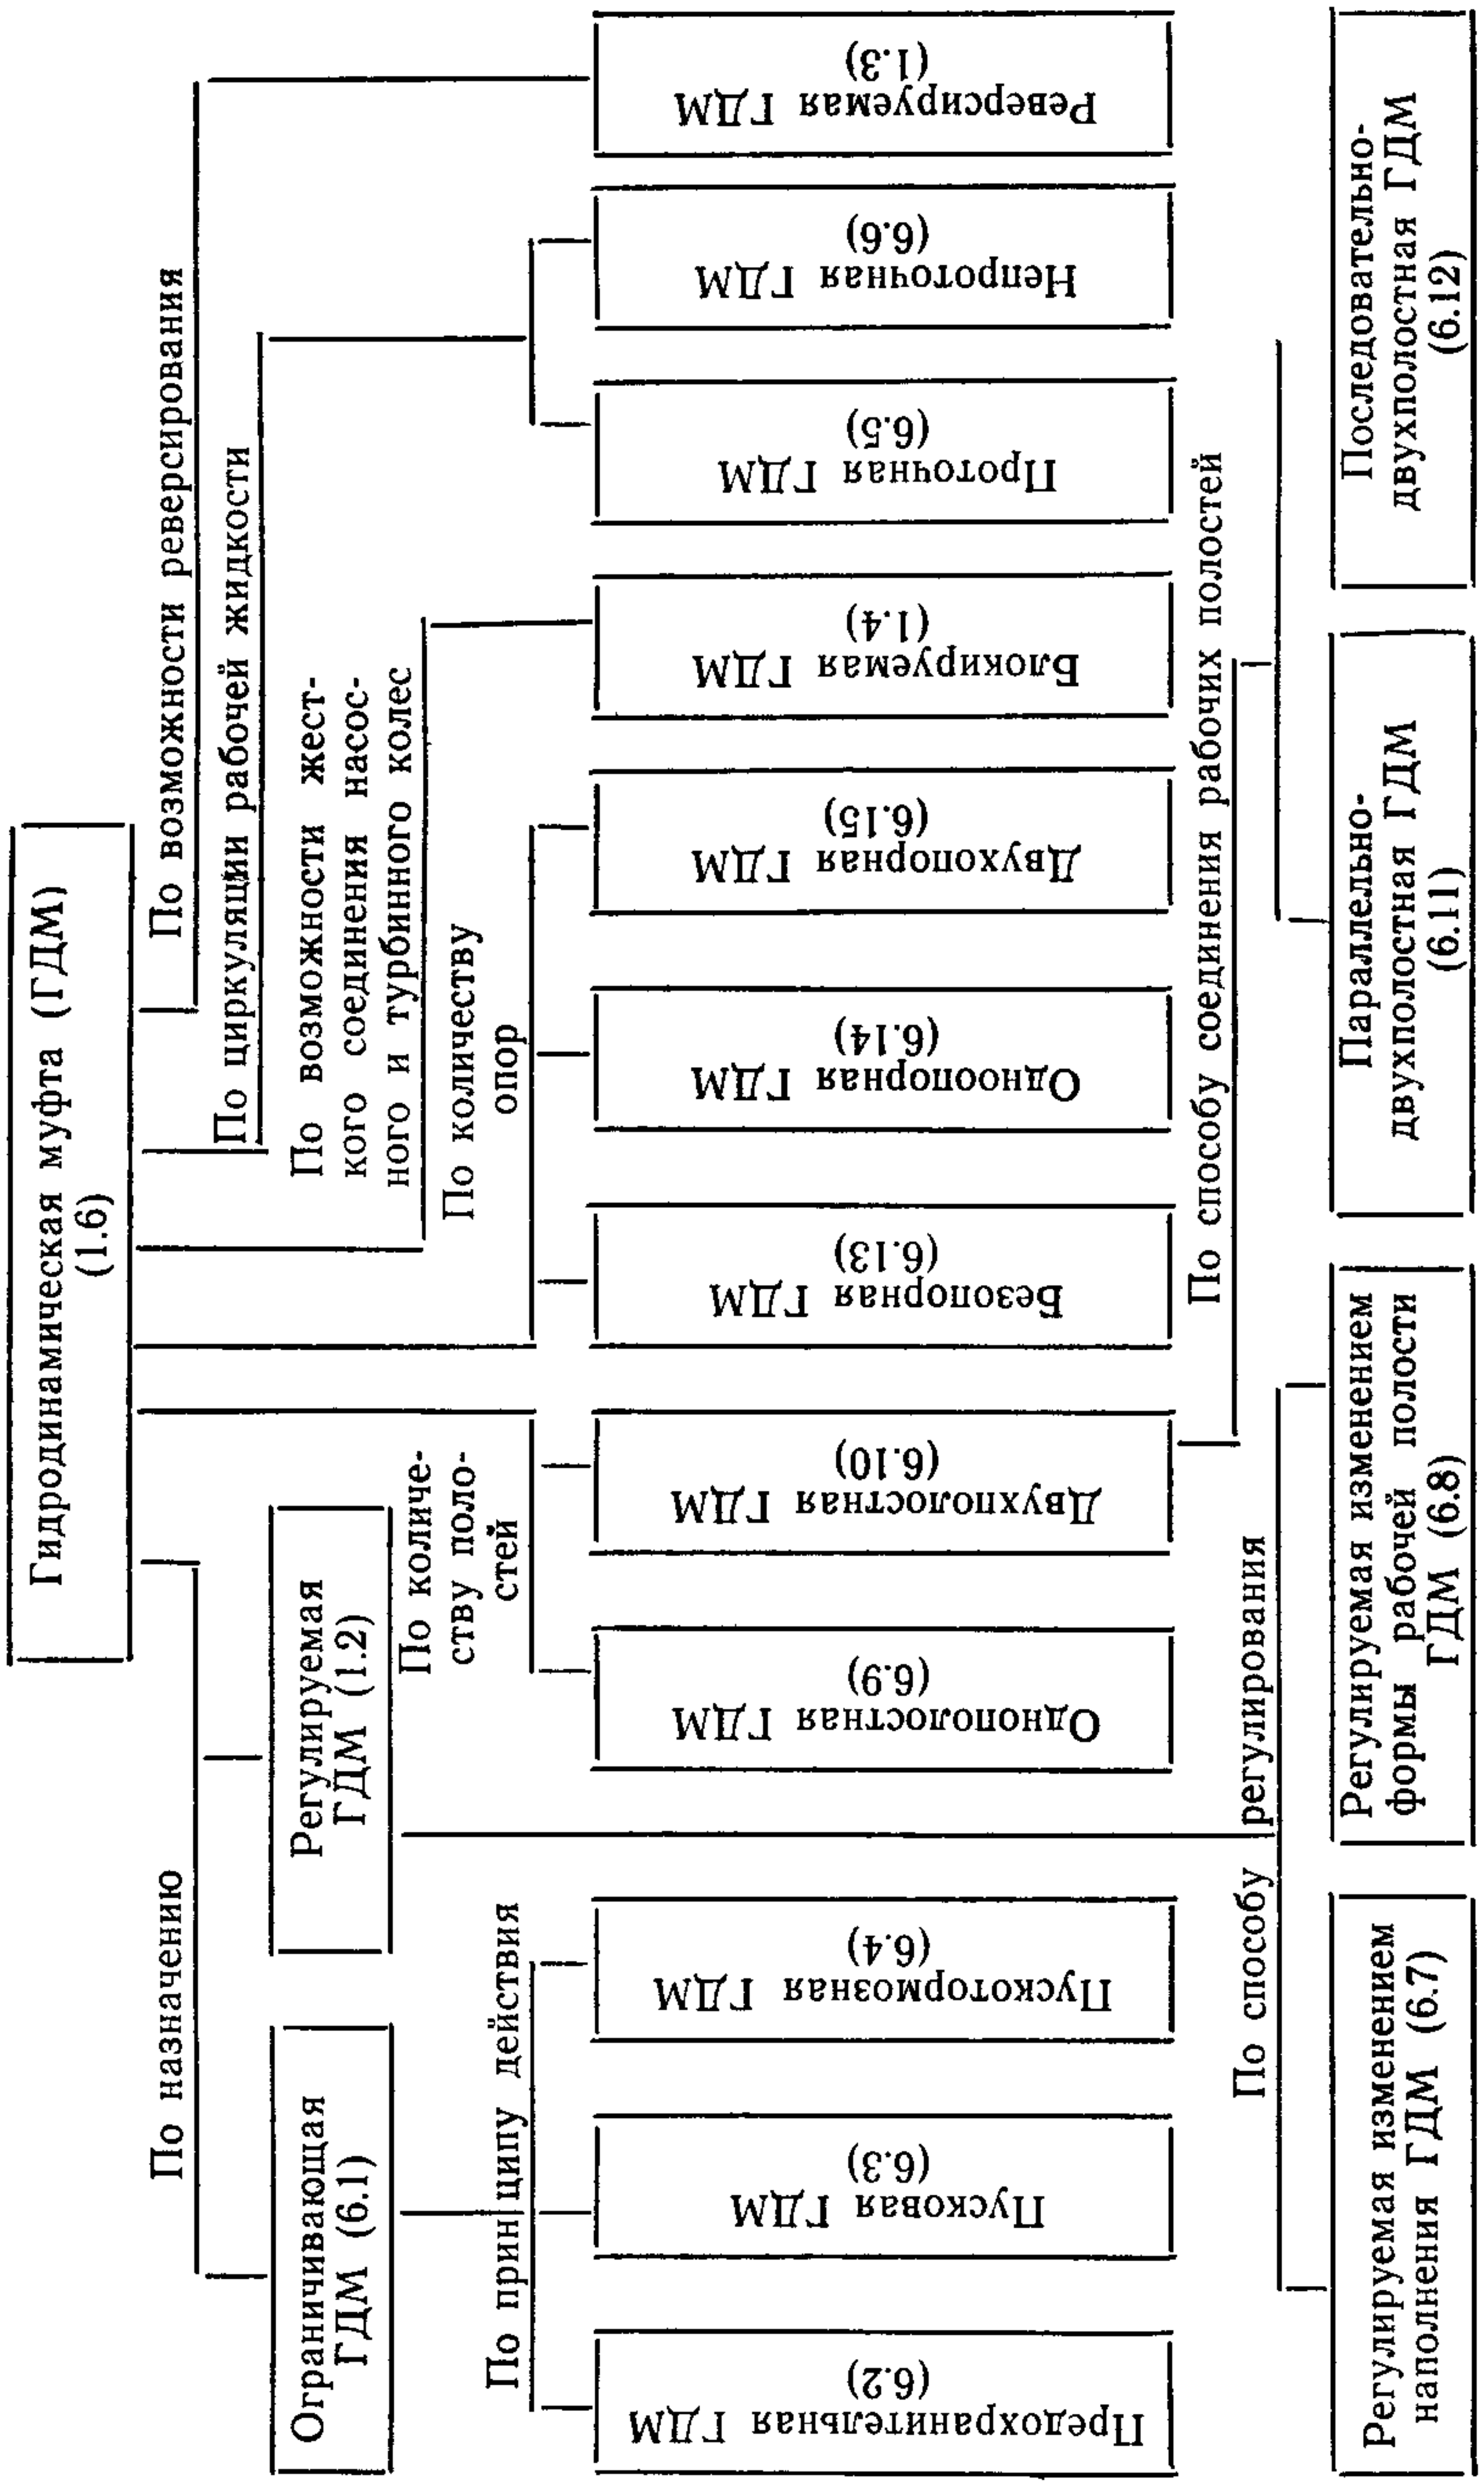 Гидродинамическая муфта (ГДМ)
(1.6)
По назначению
По возможности реверсирования
По циркуляции рабочей жидкости
По возможности жест-
кого соединения насос-
ного и турбинного колес
По количеству
опор
По количе-
ству поло-
стей
Ограничивающая
ГДМ (6.1)
Регулируемая
ГДМ (1.2)
По принципу действия
Предохранительная ГДМ
(6.2)
Пусковая ГДМ
(6.3)
Пускотормозная ГДМ
(6.4)
Однополостная ГДМ
(6.9)
Двухполостная ГДМ
(6.10)
Безопорная ГДМ
(6.13)
Одноопорная ГДМ
(6.14)
Двухопорная ГДМ
(6.15)
Блокируемая ГДМ
(1.4)
Проточная ГДМ
(6.5)
Непроточная ГДМ
(6.6)
Реверсируемая ГДМ
(1.3)
По способу регулирования
По способу соединения рабочих полостей
Регулируемая изменением
наполнения ГДМ (6.7)
Регулируемая изменением
формы рабочей полости
ГДМ (6.8)
Параллельно-
двухполостная ГДМ
(6.11)
Последовательно-
двухполостная ГДМ
(6.12)